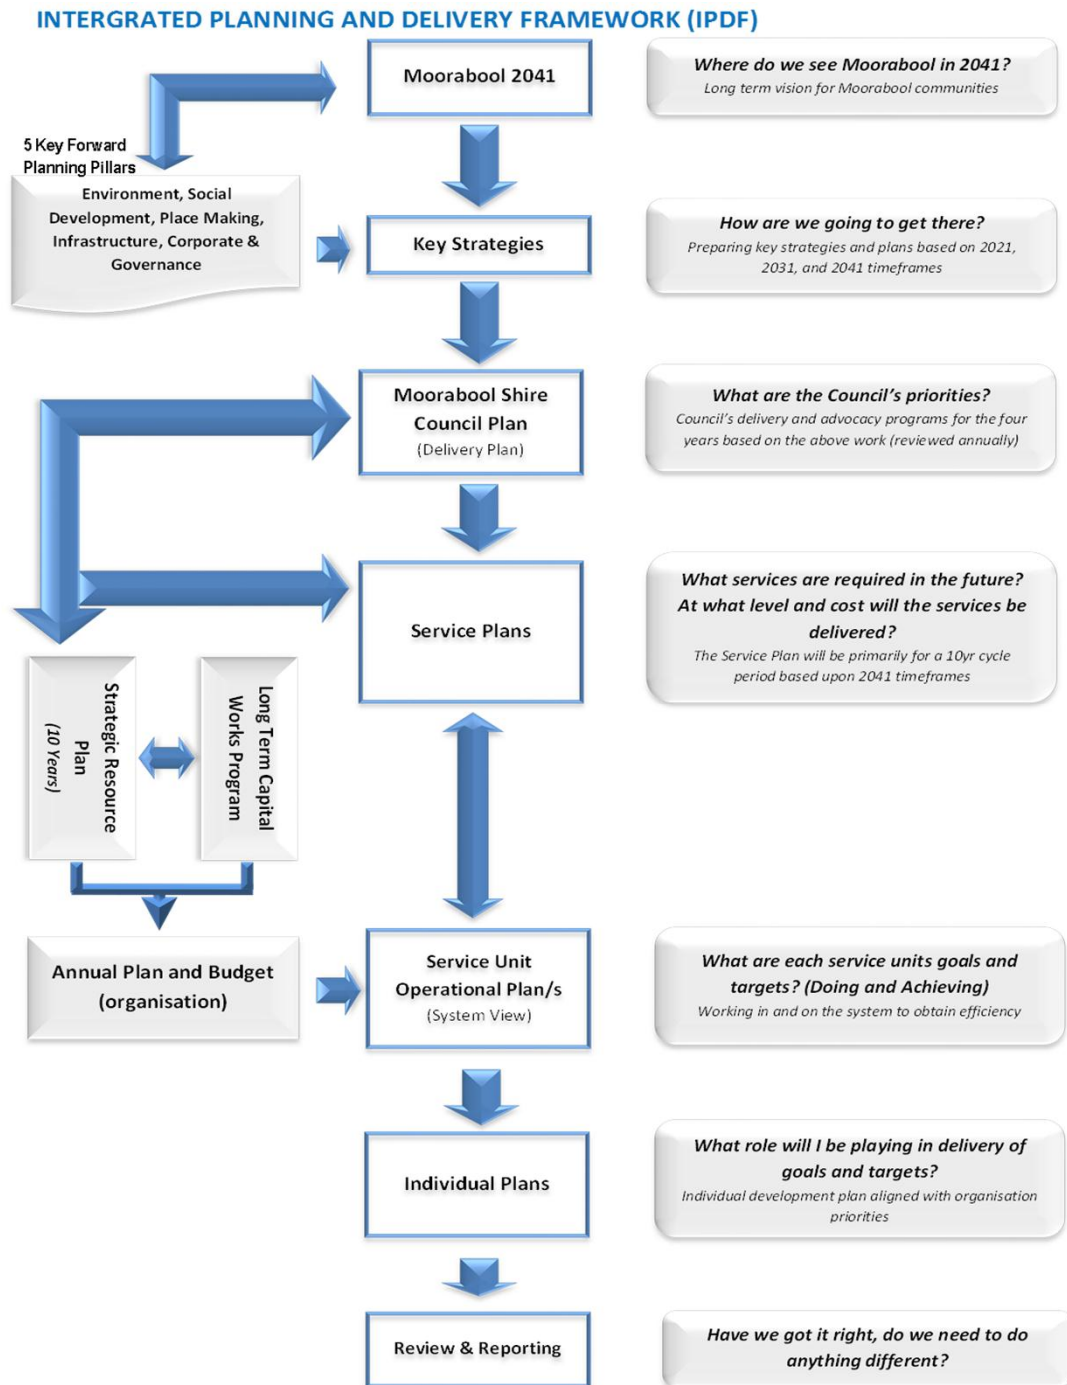 INTERGRATED PLANNING AND DELIVERY FRAMEWORK (IPDF)
Moorabool 2041
Where do we see Moorabool in 2041?
Long term vision for Moorabool communities
5 Key Forward
Planning Pillars
Environment, Social
Development, Place Making,
Infrastructure, Corporate &
Governance
Key Strategies
How are we going to get there?
Preparing key strategies and plans based on 2021,
2031, and 2041 timeframes
Moorabool Shire
Council Plan
(Delivery Plan)
What are the Council's priorities?
Council's delivery and advocacy programs for the four
years based on the above work (reviewed annually)
Service Plans
What services are required in the future?
At what level and cost will the services be
delivered?
The Service Plan will be primarily for a 10yr cycle
period based upon 2041 timeframes
Strategic Resource
Plan
(10 Years)
Long Term Capital
Works Program
Annual Plan and Budget
(organisation)
Service Unit
Operational Plan/s
(System View)
What are each service units goals and
targets? (Doing and Achieving)
Working in and on the system to obtain efficiency
Individual Plans
What role will I be playing in delivery of
goals and targets?
Individual development plan aligned with organisation
priorities
Review & Reporting
Have we got it right, do we need to do
anything different?